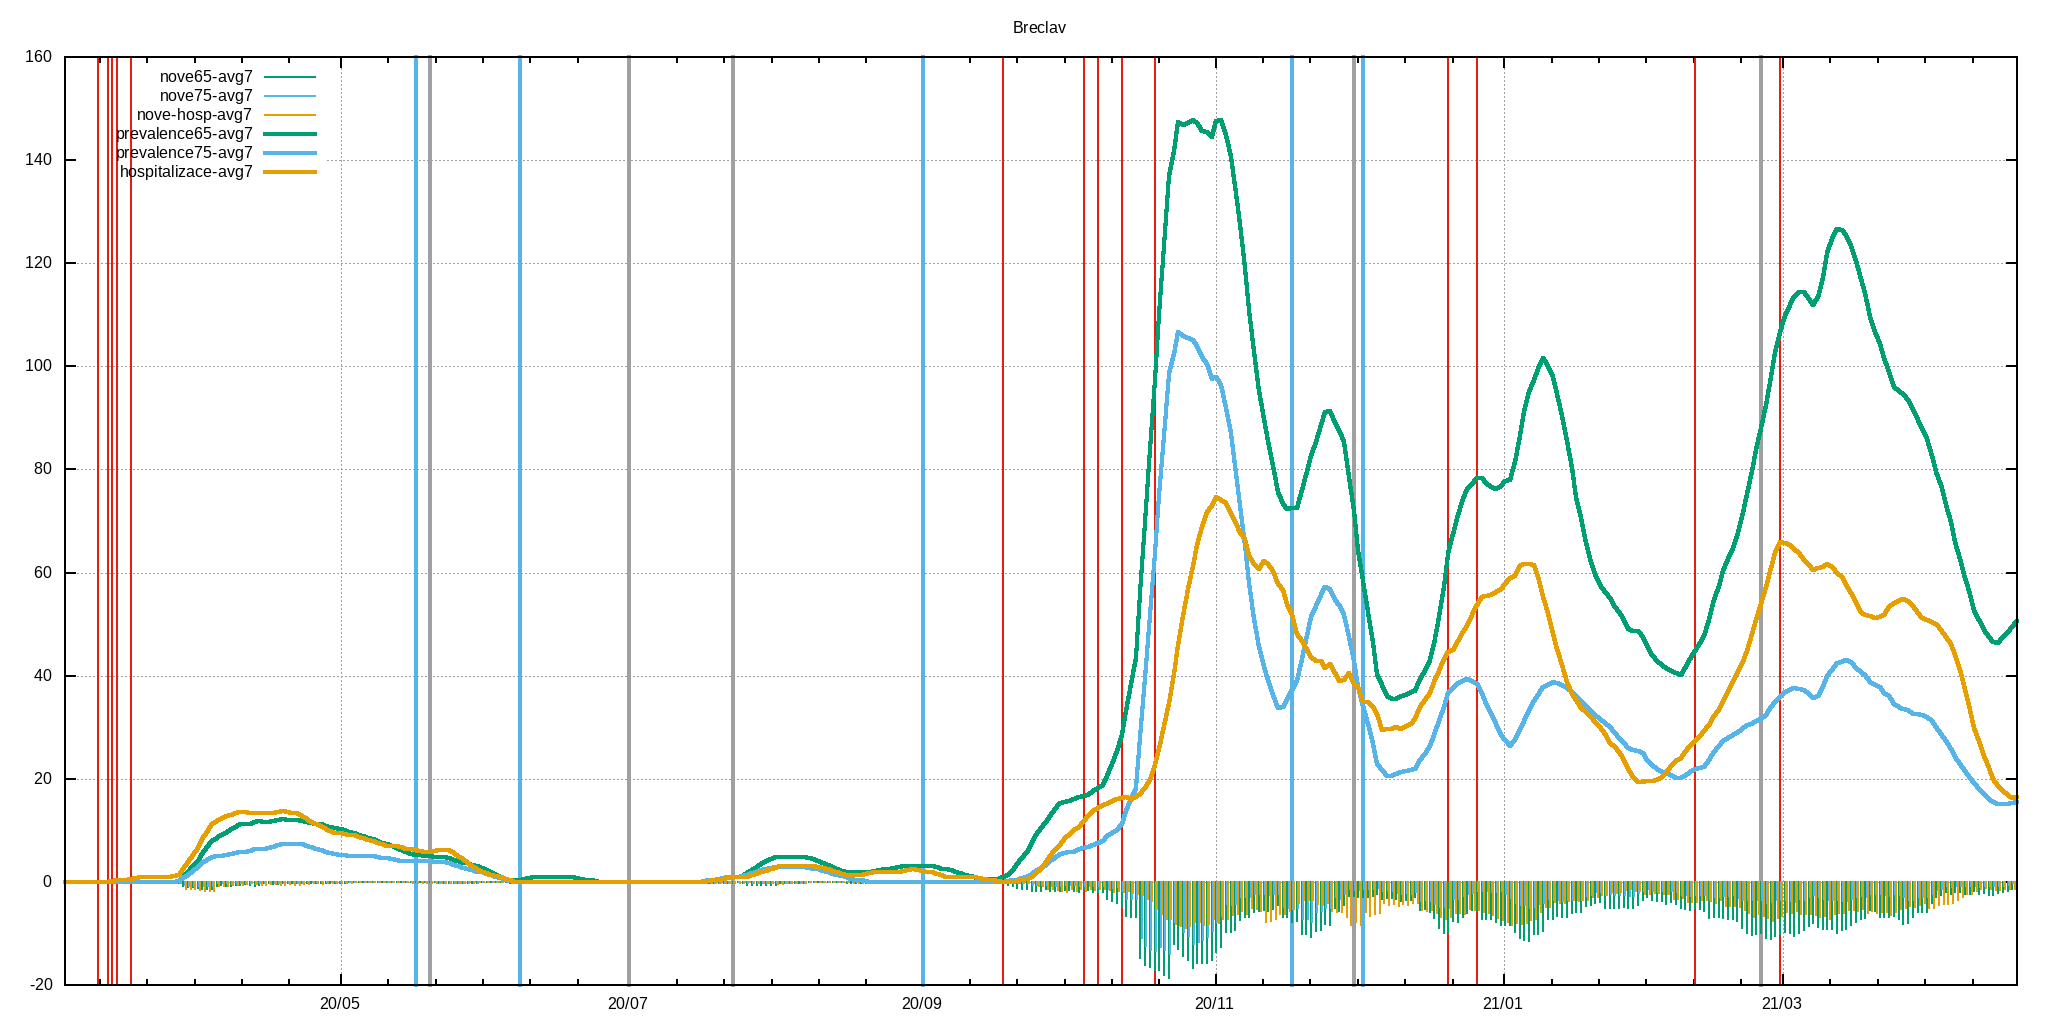 Breclav
160
140
120
100
80
60
40
20
0
-20
nove65-avg7
nove75-avg7
nove-hosp-avg7
prevalence65-avg7
prevalence75-avg7
hospitalizace-avg7
20/05 20/07 20/09 20/11 21/01 21/03